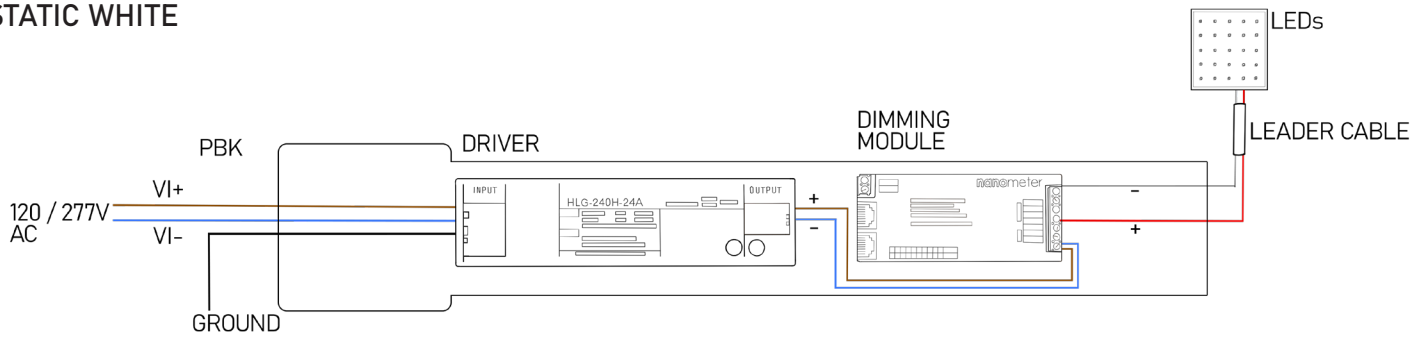 STATIC WHITE
LEDs
DIMMING
MODULE
LEADER CABLE
PBK
DRIVER
VI+
INPUT
HLG-240H-24A
OUTPUT
nanometer
+
-
-
+
120 / 277V
AC
VI-
GROUND